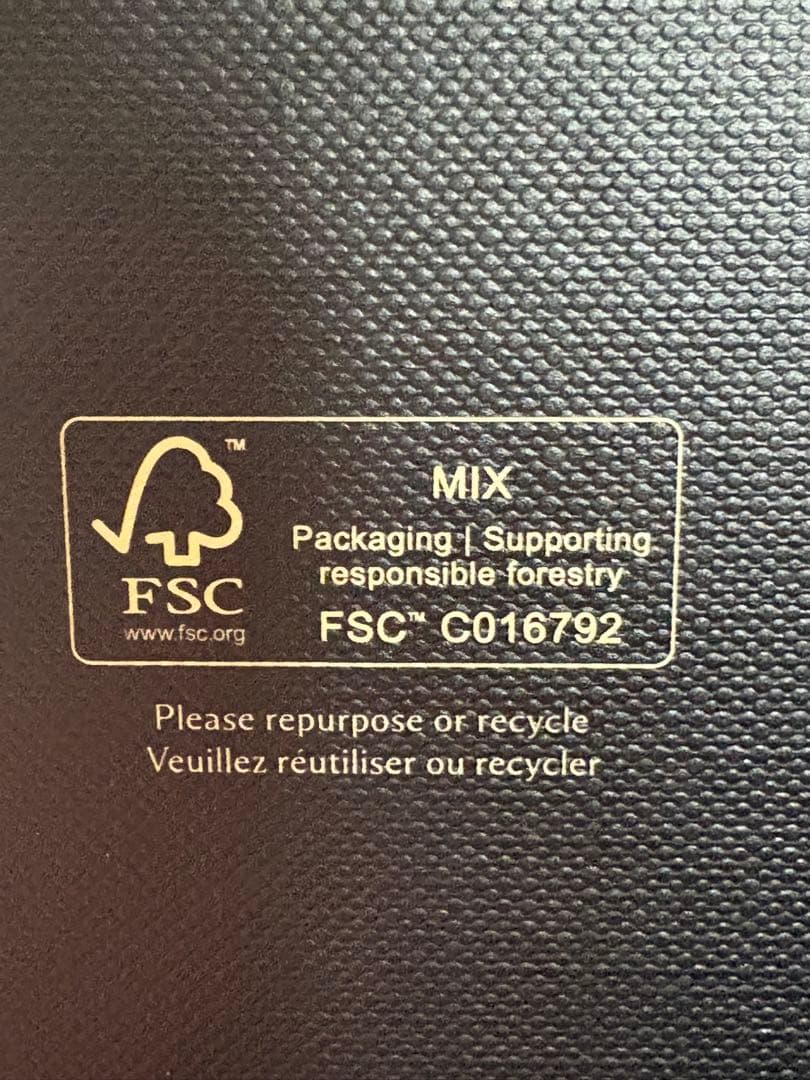 TM
FSC
www.fsc.org
MIX
Packaging | Supporting
responsible forestry
FSC™ C016792
Please repurpose or recycle
Veuillez réutiliser ou recycler